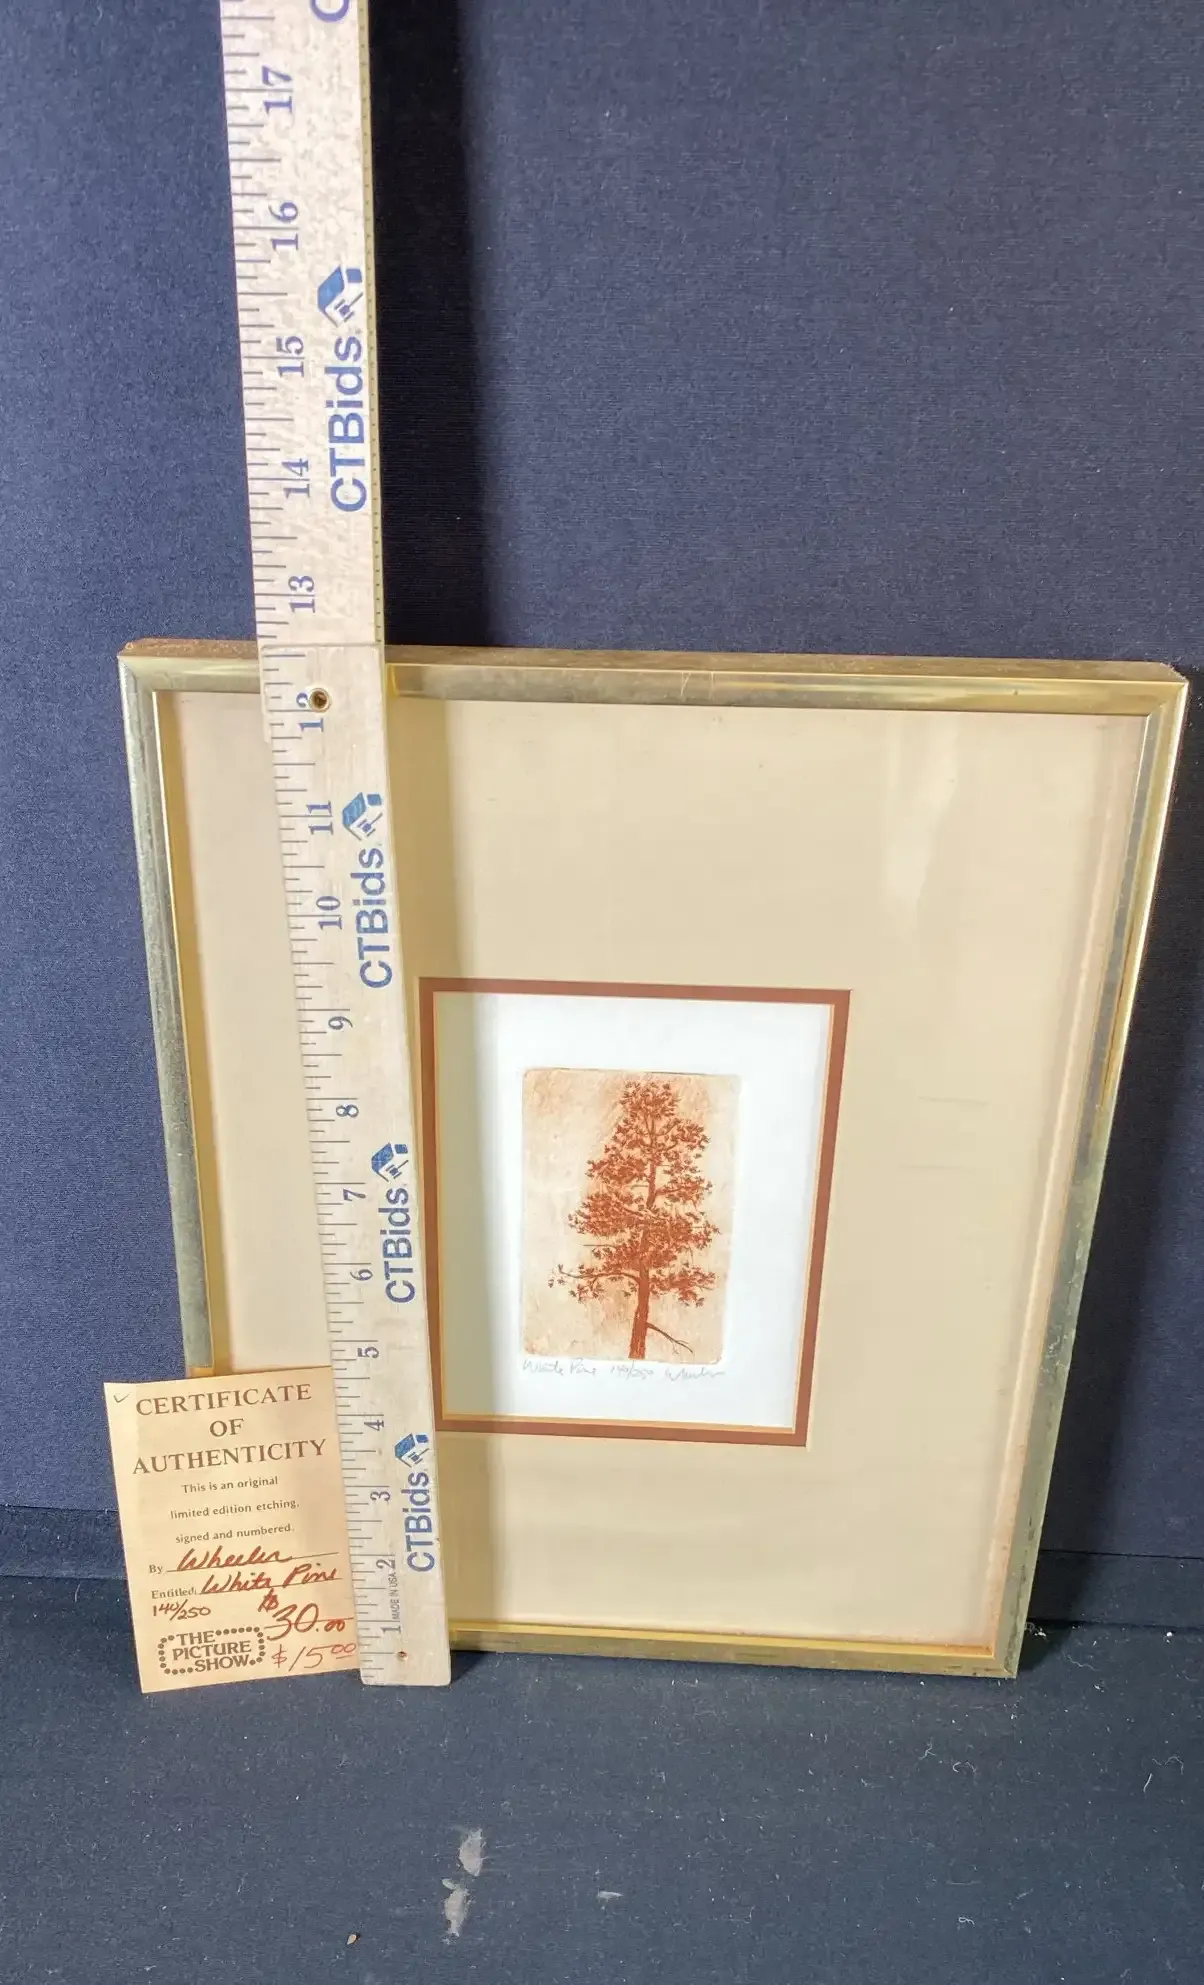 17
16
15
14
13
12
11
10
9
8
7
6
5
4
3
2
1
CTBids
CTBids
CTBids
CTBids
MADE IN USA
White Pine 140/250 Wheeler
CERTIFICATE
OF
AUTHENTICITY
This is an original
limited edition etching,
signed and numbered.
By Wheeler
Entitled: White Pine
140/250 $30.00
THE
PICTURE
SHOW. $15.00